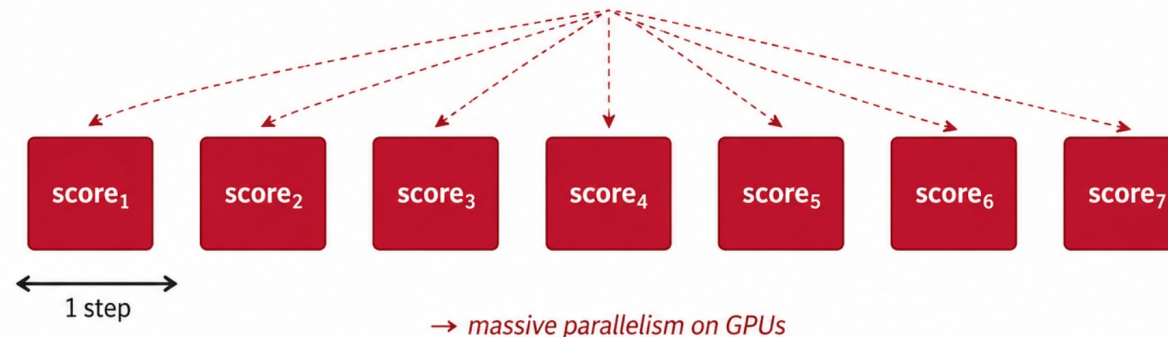 score₁ score₂ score₃ score₄ score₅ score₆ score₇
1 step
→ massive parallelism on GPUs